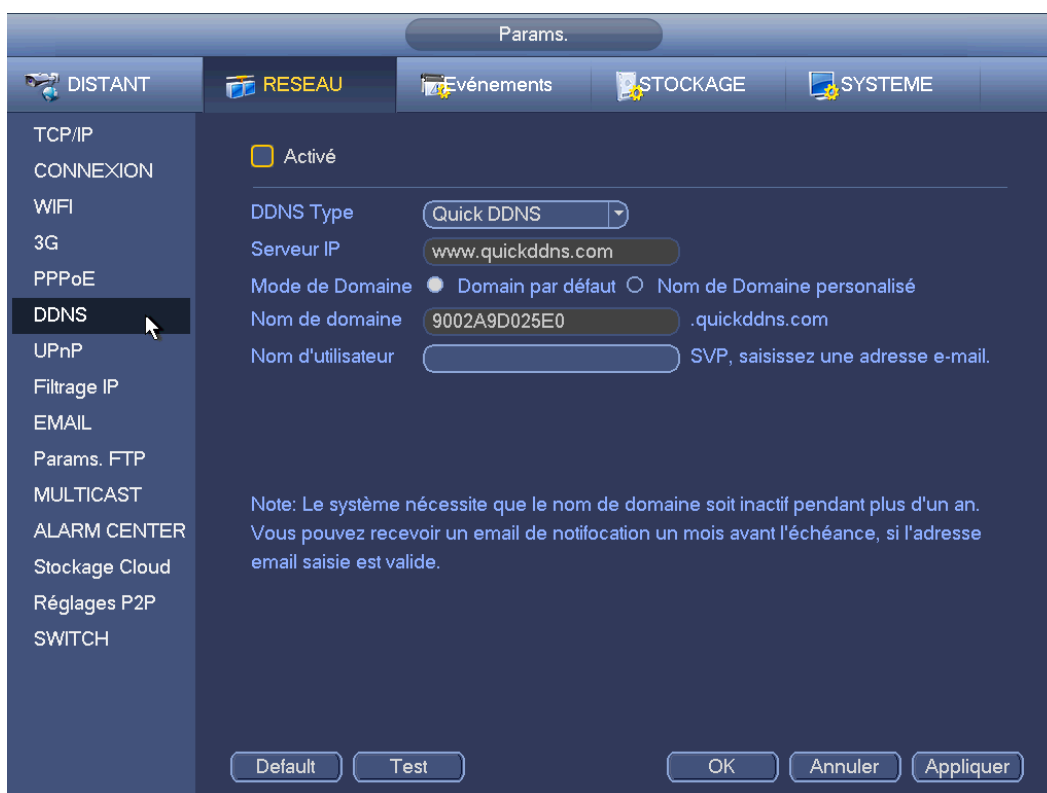 Params.
DISTANT RESEAU Evénements STOCKAGE SYSTEME
TCP/IP
CONNEXION
WIFI
3G
PPPoE
DDNS
UPnP
Filtrage IP
EMAIL
Params. FTP
MULTICAST
ALARM CENTER
Stockage Cloud
Réglages P2P
SWITCH
Activé
DDNS Type Quick DDNS
Serveur IP www.quickddns.com
Mode de Domaine Domain par défaut Nom de Domaine personalisé
Nom de domaine 9002A9D025E0 .quickddns.com
Nom d'utilisateur SVP, saisissez une adresse e-mail.
Note: Le système nécessite que le nom de domaine soit inactif pendant plus d'un an.
Vous pouvez recevoir un email de notifocation un mois avant l'échéance, si l'adresse
email saisie est valide.
Default Test OK Annuler Appliquer